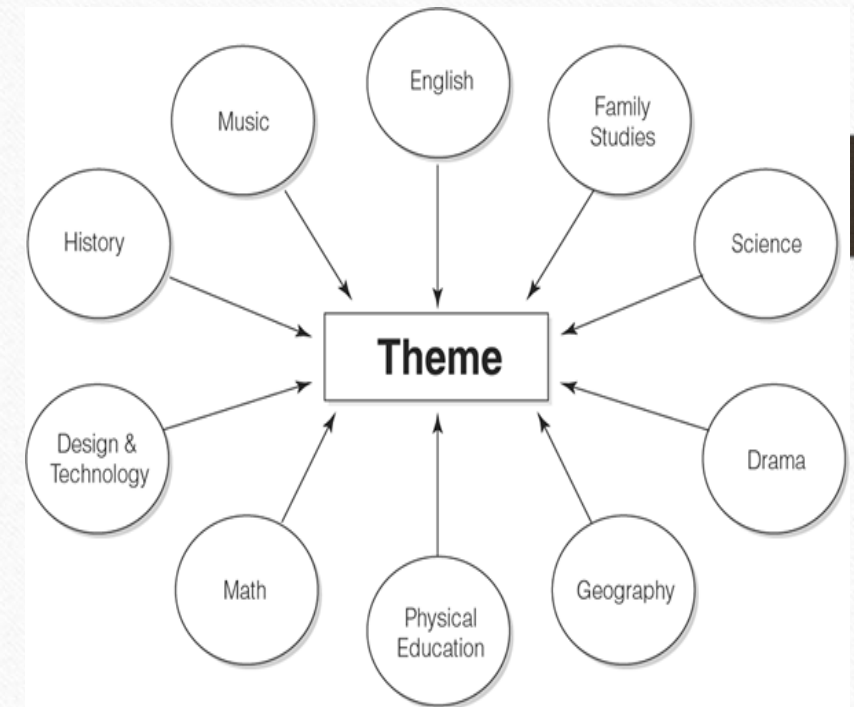 English
Music
Family
Studies
History
Science
Theme
Design &
Technology
Drama
Math
Geography
Physical
Education